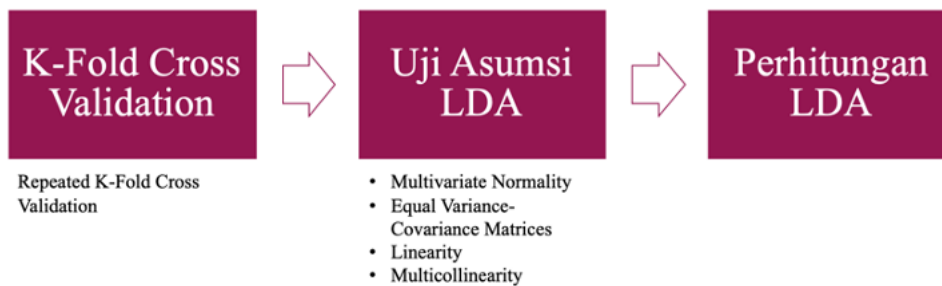 K-Fold Cross
Validation
Repeated K-Fold Cross
Validation
Uji Asumsi
LDA
• Multivariate Normality
• Equal Variance-
Covariance Matrices
• Linearity
• Multicollinearity
Perhitungan
LDA